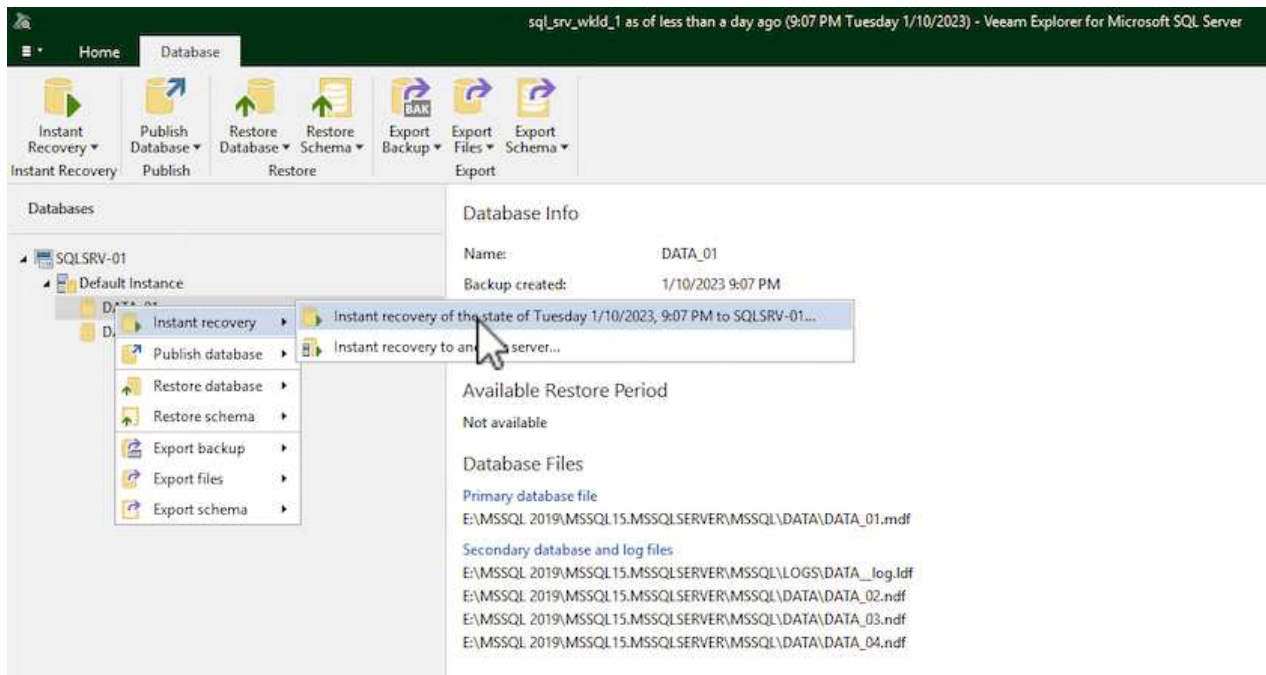 sql_srv_wkld_1 as of less than a day ago (9:07 PM Tuesday 1/10/2023) - Veeam Explorer for Microsoft SQL Server
Home Database
Instant Recovery
Publish Database
Restore Database
Restore Schema
Export Backup
BAK
Export Files
Export Schema
Instant Recovery Publish Restore Export
Databases
SQLSRV-01
Default Instance
DATA_01
Instant recovery
Publish database
Restore database
Restore schema
Export backup
Export files
Export schema
Instant recovery of the state of Tuesday 1/10/2023, 9:07 PM to SQLSRV-01...
Instant recovery to server...
Database Info
Name: DATA_01
Backup created: 1/10/2023 9:07 PM
Available Restore Period
Not available
Database Files
Primary database file
E:\MSSQL 2019\MSSQL15.MSSQLSERVER\MSSQL\DATA\DATA_01.mdf
Secondary database and log files
E:\MSSQL 2019\MSSQL15.MSSQLSERVER\MSSQL\LOGS\DATA__log.ldf
E:\MSSQL 2019\MSSQL15.MSSQLSERVER\MSSQL\DATA\DATA_02.ndf
E:\MSSQL 2019\MSSQL15.MSSQLSERVER\MSSQL\DATA\DATA_03.ndf
E:\MSSQL 2019\MSSQL15.MSSQLSERVER\MSSQL\DATA\DATA_04.ndf